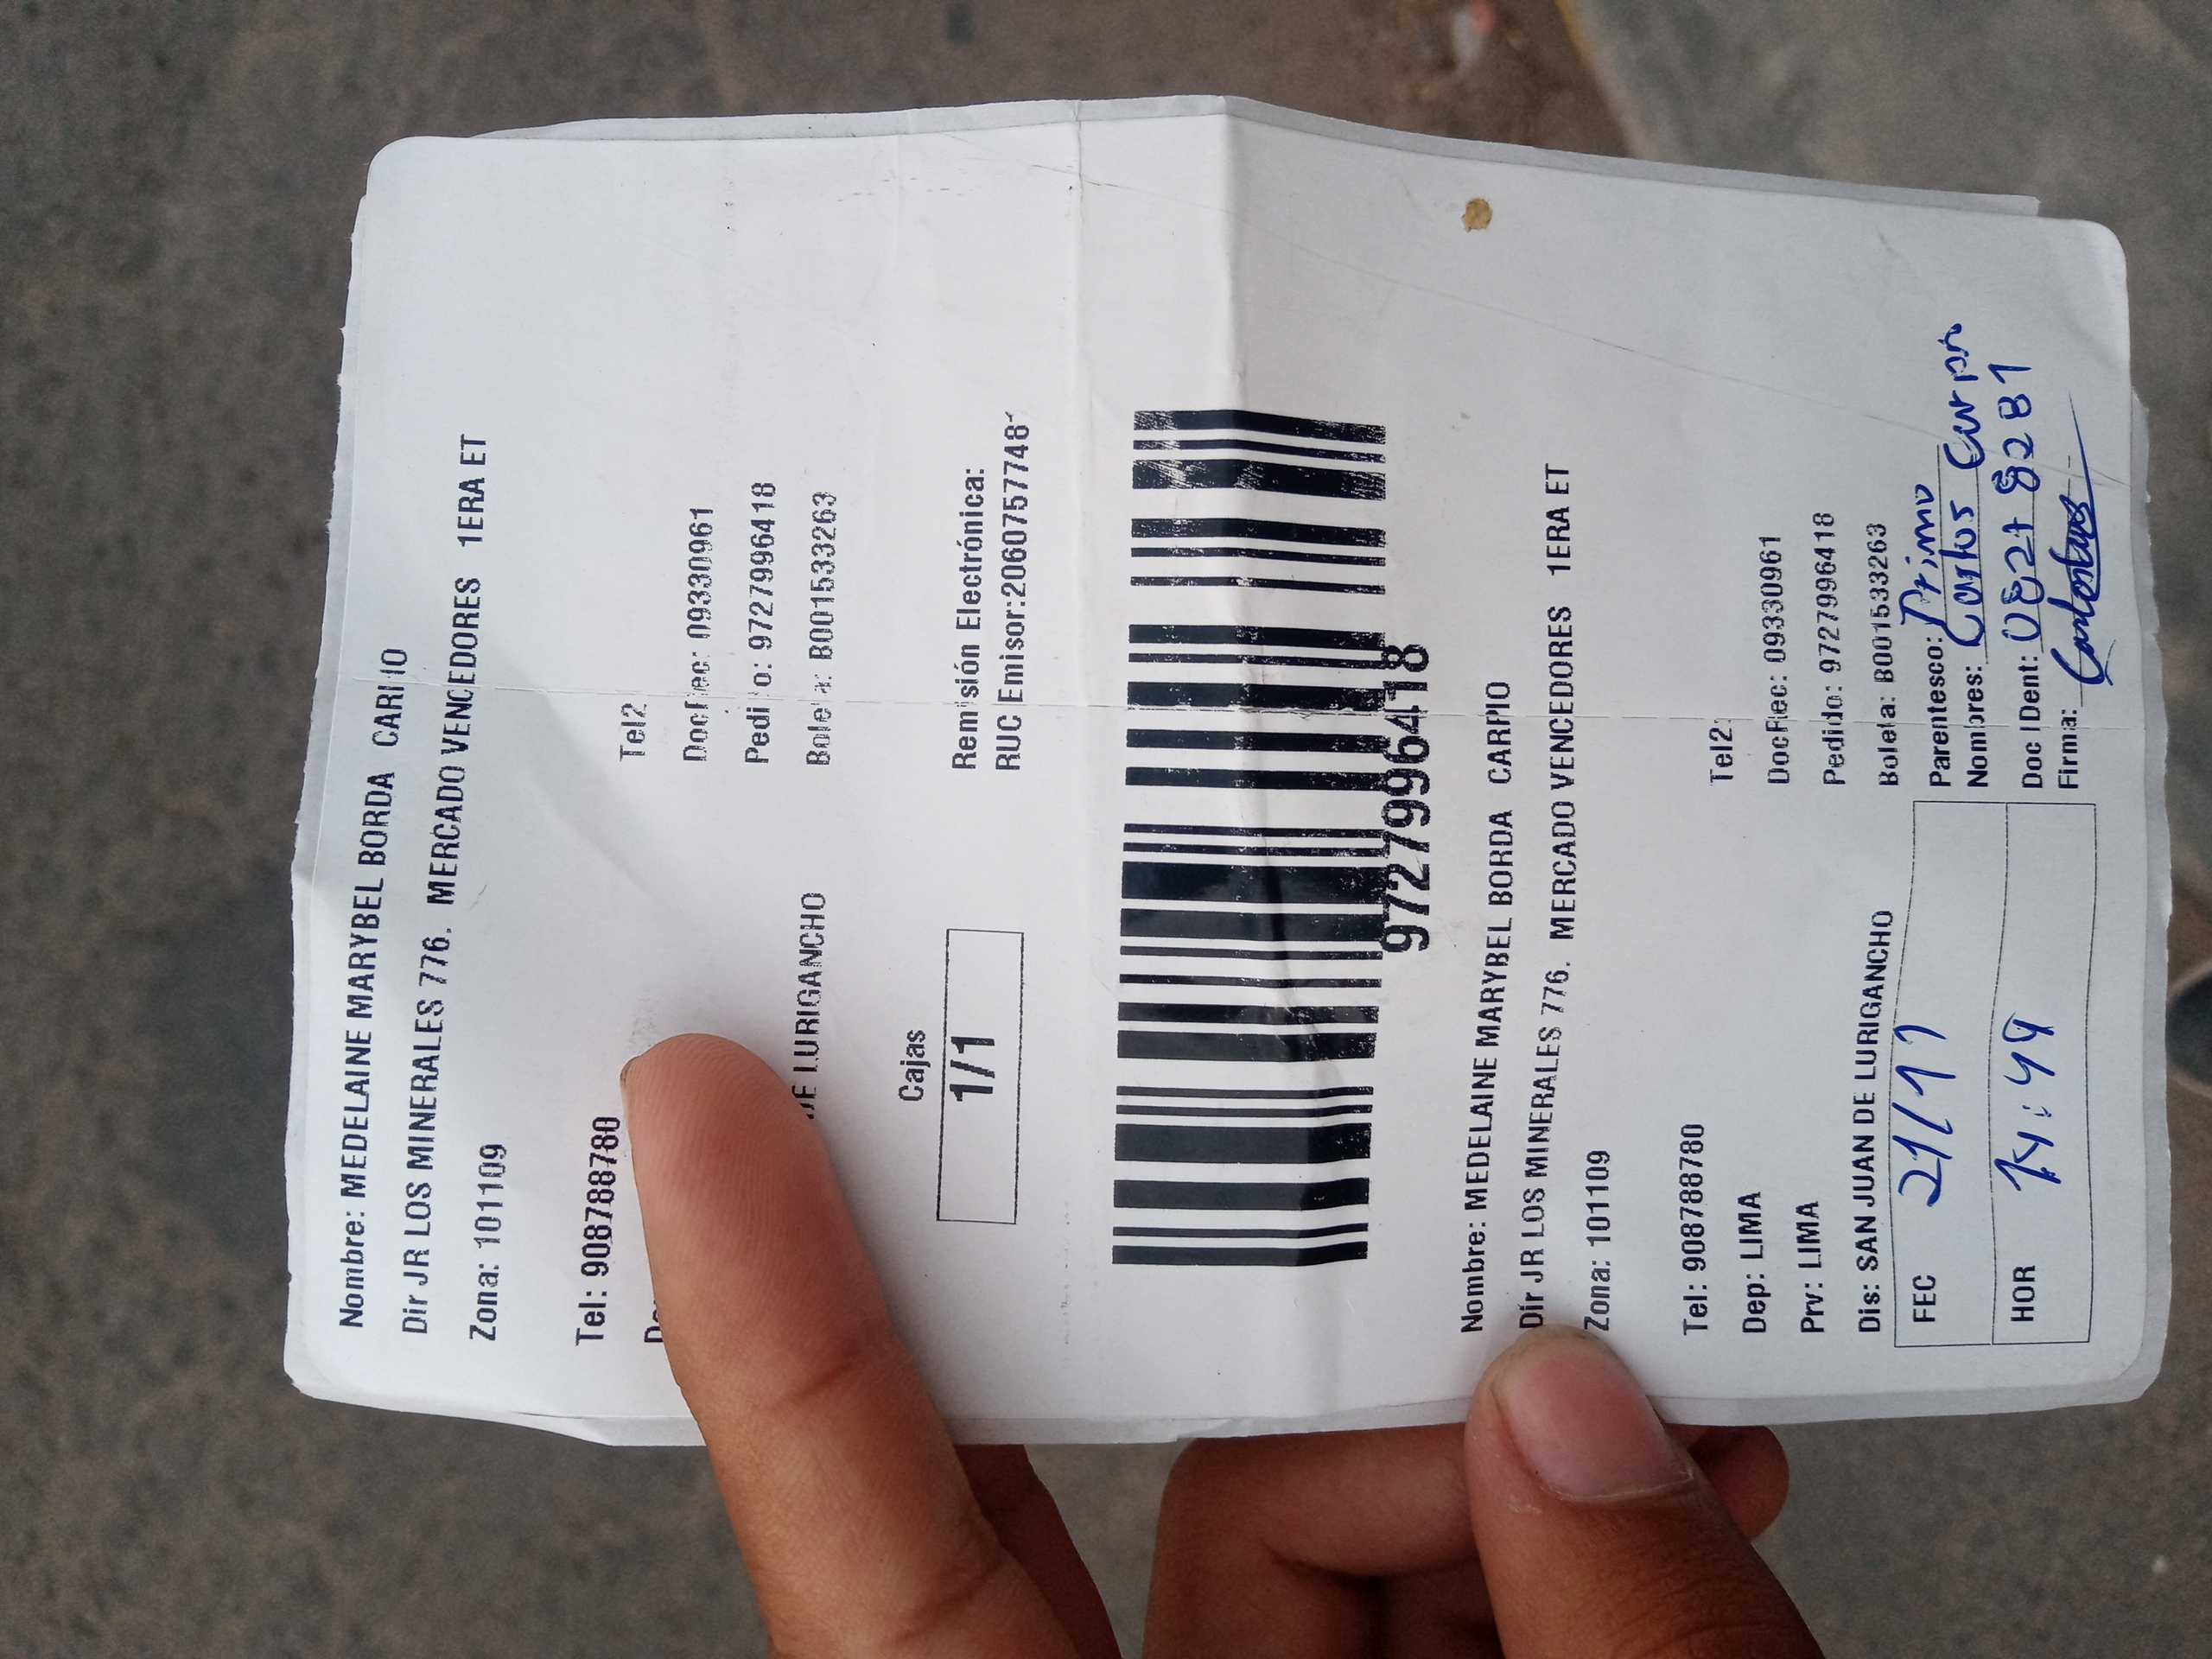 Nombre: MEDELAINE MARYBEL BORDA CARPIO
Dir JR LOS MINERALES 776. MERCADO VENCEDORES 1ERA ET
Zona: 101109
Tel: 908788780 Tel2
DocRec: 09330961
Pedido: 9727996418
DE LURIGANCHO Boleta: B001533263
Cajas
1/1
Remisión Electrónica:
RUC Emisor:20607577484
9727996418
Nombre: MEDELAINE MARYBEL BORDA CARPIO
Dir JR LOS MINERALES 776. MERCADO VENCEDORES 1ERA ET
Zona: 101109
Tel: 908788780 Tel2:
Dep: LIMA DocRec: 09330961
Prv: LIMA Pedido: 9727996418
Dis: SAN JUAN DE LURIGANCHO Boleta: B001533263
FEC 21/11 Parentesco: Primo
Nombres: Carlos
HOR 14:49 Doc IDent:
Firma: